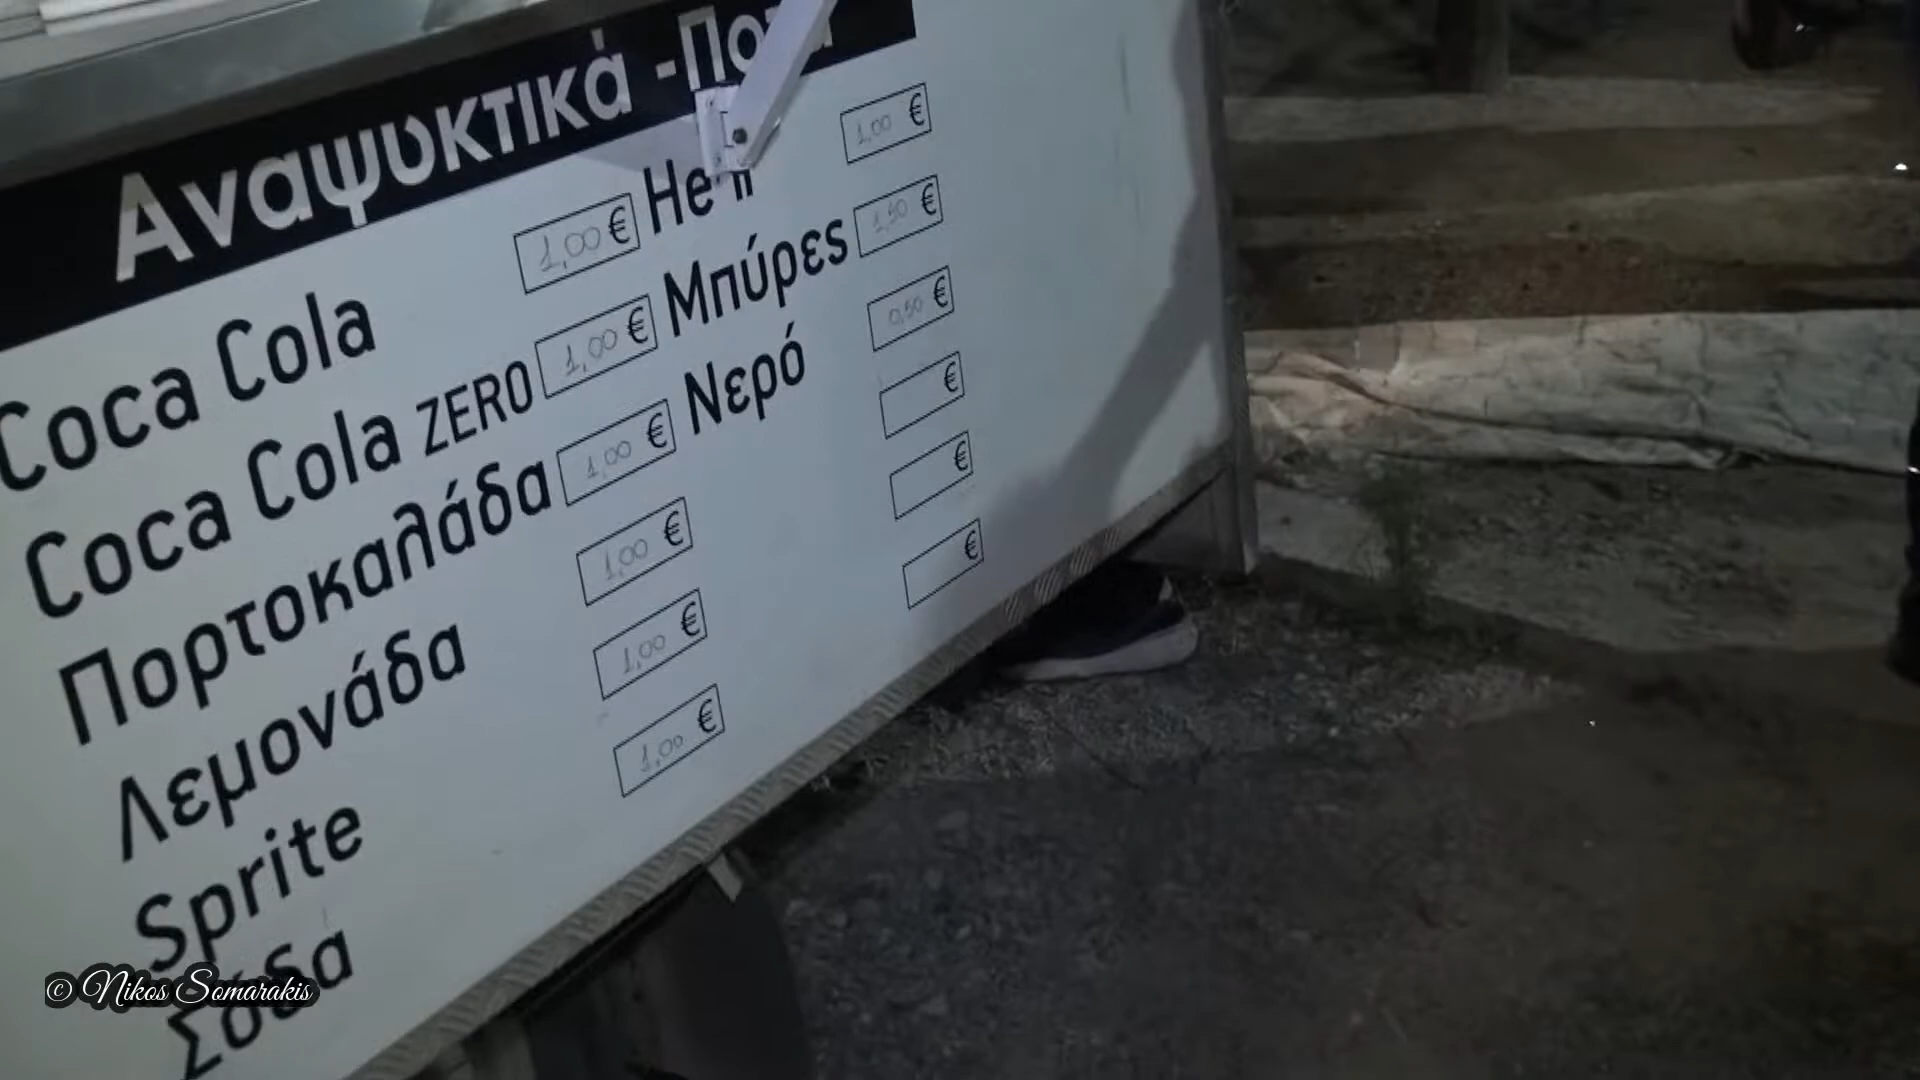 Αναψυκτικά -Ποτά
Coca Cola 1,00 €
Coca Cola ZERO 1,00 €
Πορτοκαλάδα 1,00 €
Λεμονάδα 1,00 €
Sprite 1,00 €
Σόδα 1,00 €
1,00 €
Μπύρες 1,50 €
Νερό 0,50 €
€
€
€
© Nikos Somarakis